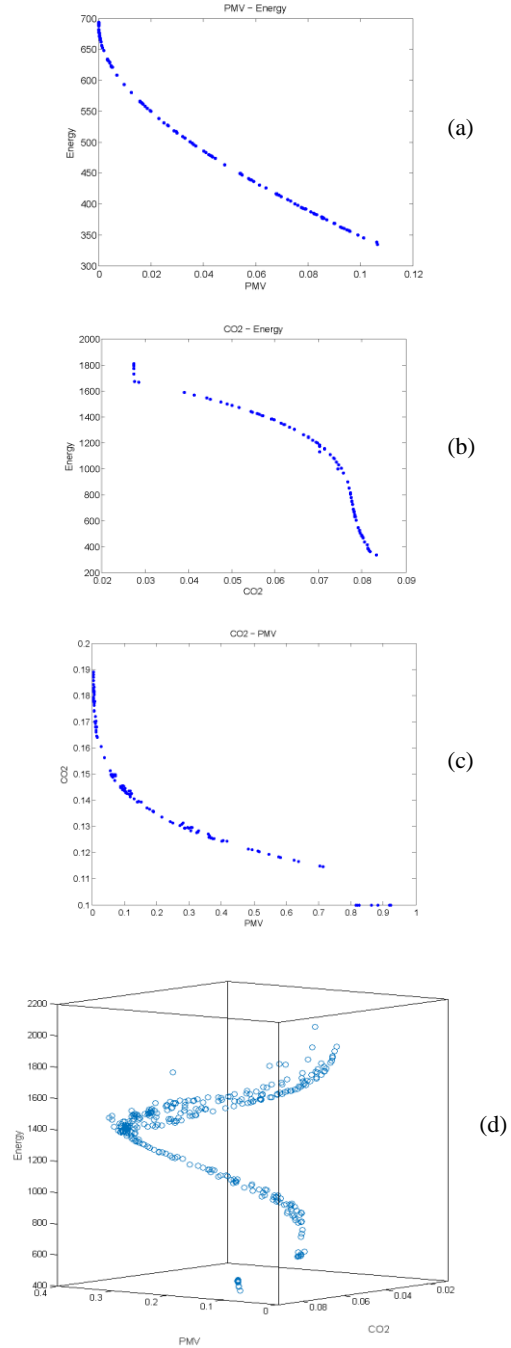 PMV − Energy
700
650
600
550
500
450
400
350
300
Energy
0 0.02 0.04 0.06 0.08 0.1 0.12
PMV
(a)
CO2 − Energy
2000
1800
1600
1400
1200
1000
800
600
400
200
Energy
0.02 0.03 0.04 0.05 0.06 0.07 0.08 0.09
CO2
(b)
CO2 − PMV
0.2
0.19
0.18
0.17
0.16
0.15
0.14
0.13
0.12
0.11
0.1
CO2
0 0.1 0.2 0.3 0.4 0.5 0.6 0.7 0.8 0.9 1
PMV
(c)
2200
2000
1800
1600
1400
1200
1000
800
600
400
Energy
0.4 0.3 0.2 0.1 0
PMV
0.08 0.06 0.04 0.02
CO2
(d)